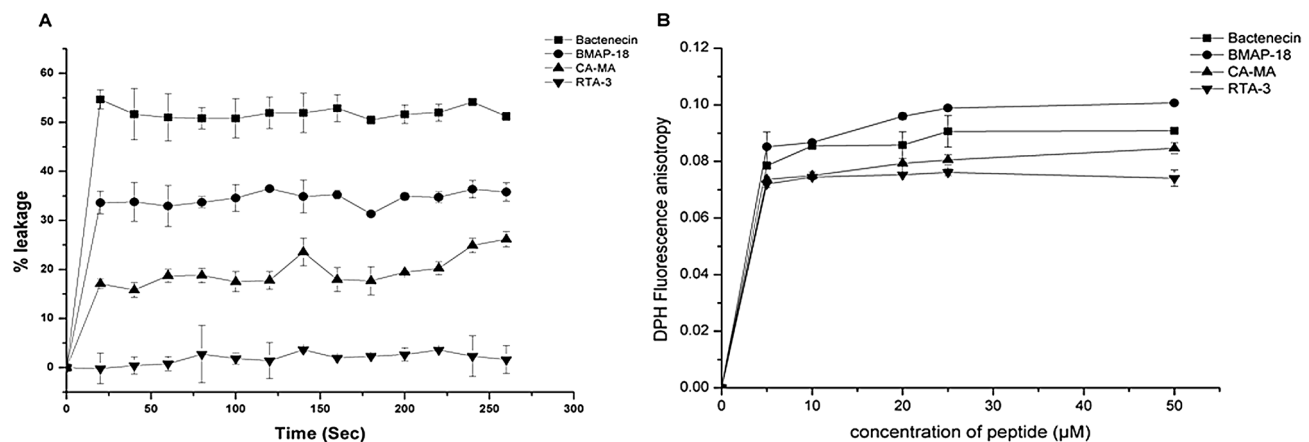 A
Bactenecin
BMAP-18
CA-MA
RTA-3
60
50
40
30
20
10
0
% leakage
0 50 100 150 200 250 300
Time (Sec)
B
Bactenecin
BMAP-18
CA-MA
RTA-3
0.12
0.10
0.08
0.06
0.04
0.02
0.00
DPH Fluorescence anisotropy
0 10 20 30 40 50
concentration of peptide (µM)